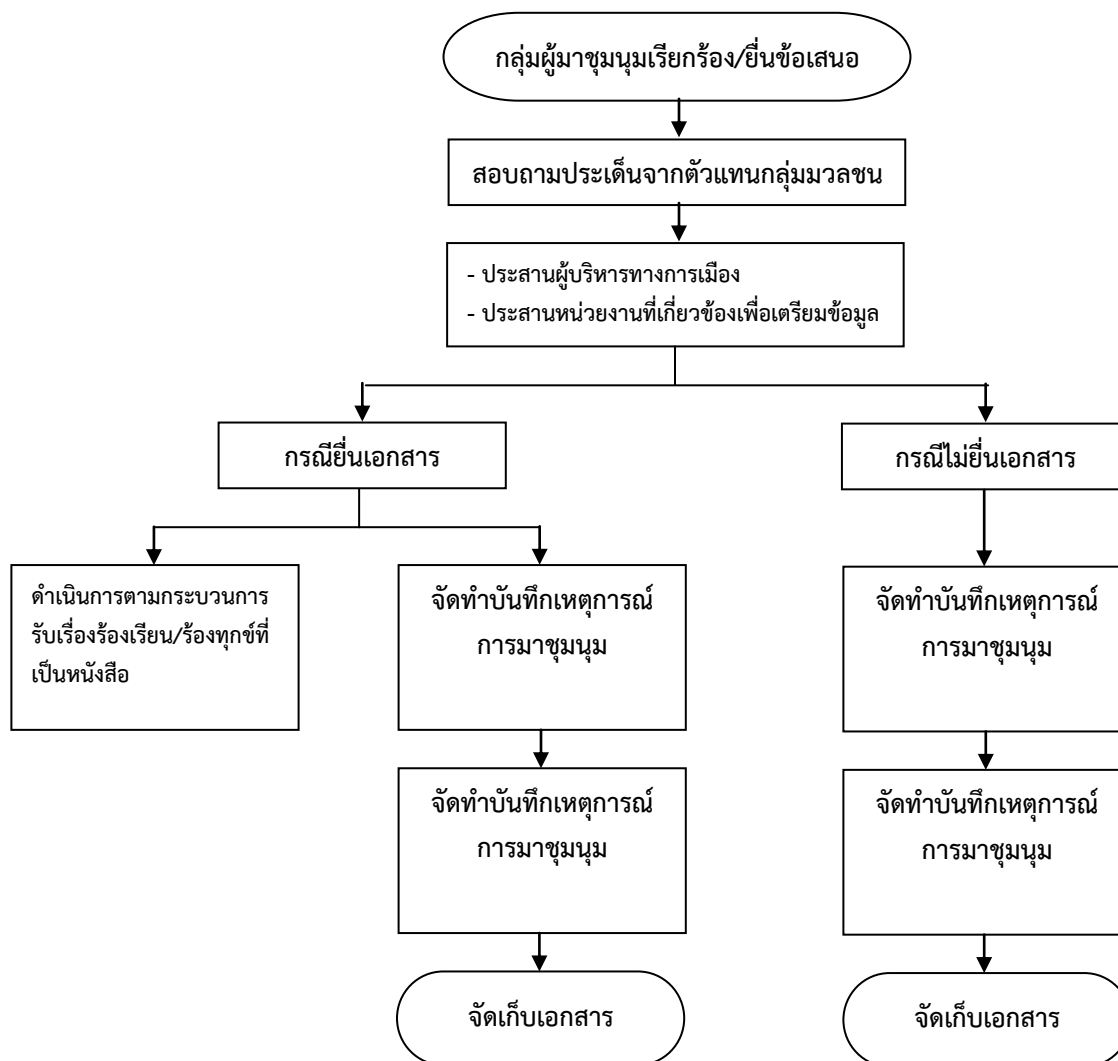 กลุ่มผู้มาชุมนุมเรียกร้อง/ยื่นข้อเสนอ
สอบถามประเด็นจากตัวแทนกลุ่มมวลชน
- ประสานผู้บริหารทางการเมือง
- ประสานหน่วยงานที่เกี่ยวข้องเพื่อเตรียมข้อมูล
กรณียื่นเอกสาร
กรณีไม่ยื่นเอกสาร
ดำเนินการตามกระบวนการ
รับเรื่องร้องเรียน/ร้องทุกข์ที่
เป็นหนังสือ
จัดทำบันทึกเหตุการณ์
การมาชุมนุม
จัดทำบันทึกเหตุการณ์
การมาชุมนุม
จัดทำบันทึกเหตุการณ์
การมาชุมนุม
จัดทำบันทึกเหตุการณ์
การมาชุมนุม
จัดเก็บเอกสาร
จัดเก็บเอกสาร